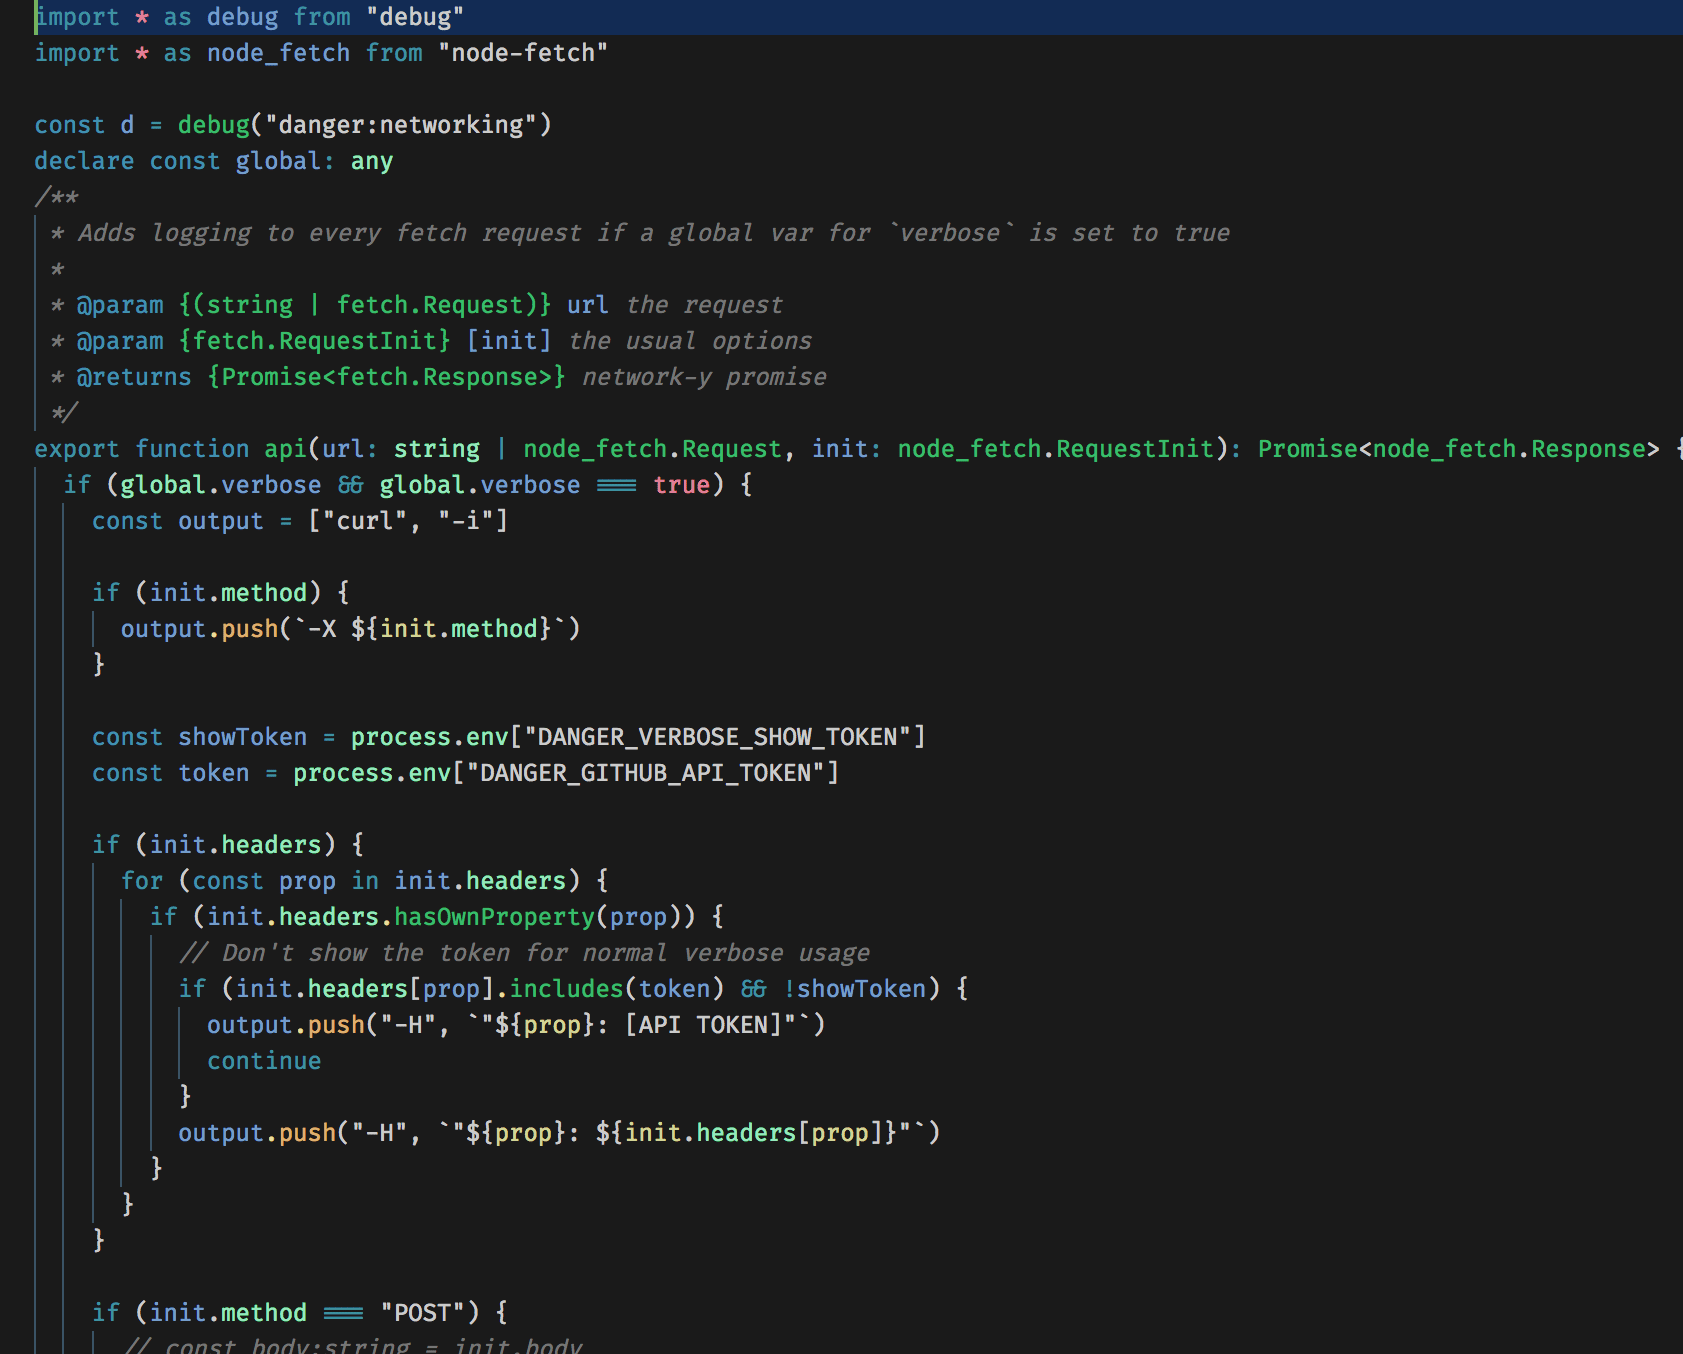 import * as debug from "debug"
import * as node_fetch from "node-fetch"
const d = debug("danger:networking")
declare const global: any
/**
* Adds logging to every fetch request if a global var for `verbose` is set to true
*
* @param {(string | fetch.Request)} url the request
* @param {fetch.RequestInit} [init] the usual options
* @returns {Promise<fetch.Response>} network-y promise
*/
export function api(url: string | node_fetch.Request, init: node_fetch.RequestInit): Promise<node_fetch.Response> {
if (global.verbose && global.verbose === true) {
const output = ["curl", "-i"]
if (init.method) {
output.push(`-X ${init.method}`)
}
const showToken = process.env["DANGER_VERBOSE_SHOW_TOKEN"]
const token = process.env["DANGER_GITHUB_API_TOKEN"]
if (init.headers) {
for (const prop in init.headers) {
if (init.headers.hasOwnProperty(prop)) {
// Don't show the token for normal verbose usage
if (init.headers[prop].includes(token) && !showToken) {
output.push("-H", `"${prop}: [API TOKEN]"`)
continue
}
output.push("-H", `"${prop}: ${init.headers[prop]}"`)
}
}
}
if (init.method === "POST") {
// const body:string = init.body